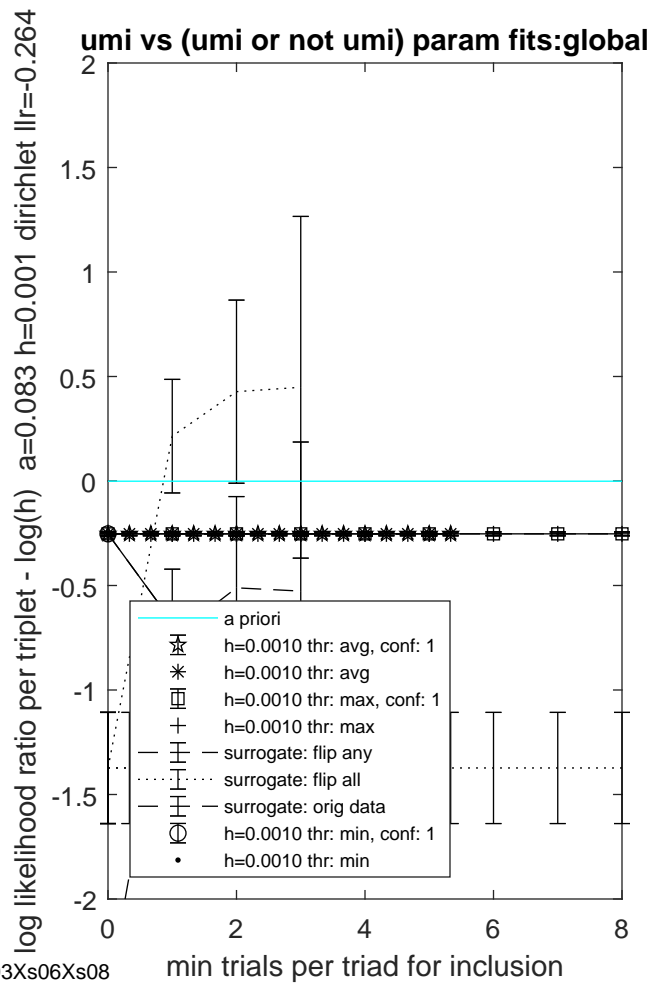 umi vs (umi or not umi) param fits:global
log likelihood ratio per triplet - log(h) a=0.083 h=0.001 dirichlet llr=-0.264
2
1.5
1
0.5
0
-0.5
-1
-1.5
-2
a priori
h=0.0010 thr: avg, conf: 1
h=0.0010 thr: avg
h=0.0010 thr: max, conf: 1
h=0.0010 thr: max
surrogate: flip any
surrogate: flip all
surrogate: orig data
h=0.0010 thr: min, conf: 1
h=0.0010 thr: min
0 2 4 6 8
min trials per triad for inclusion
3Xs06Xs08